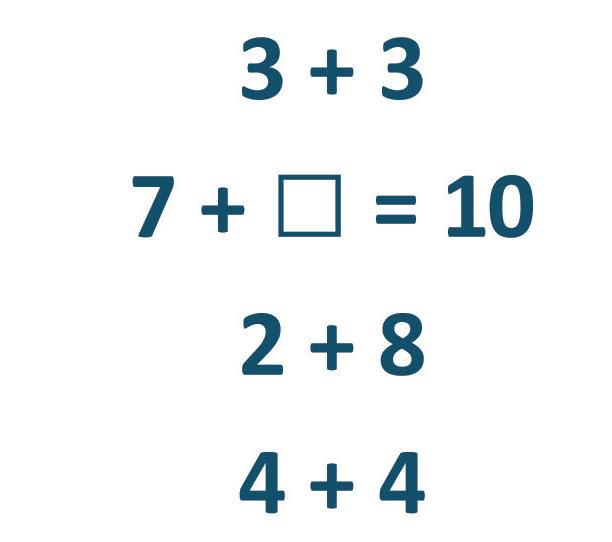 3 + 3
7 + □ = 10
2 + 8
4 + 4